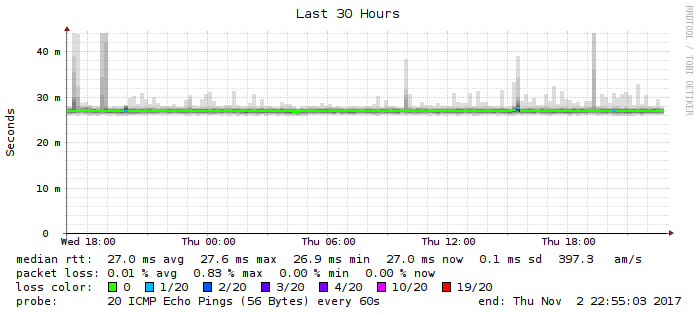 Last 30 Hours
RRDTOOL / TOBI OETIKER
Seconds
40 m
30 m
20 m
10 m
0
Wed 18:00 Thu 00:00 Thu 06:00 Thu 12:00 Thu 18:00
median rtt: 27.0 ms avg 27.6 ms max 26.9 ms min 27.0 ms now 0.1 ms sd 397.3 am/s
packet loss: 0.01 % avg 0.83 % max 0.00 % min 0.00 % now
loss color: 0 1/20 2/20 3/20 4/20 10/20 19/20
probe: 20 ICMP Echo Pings (56 Bytes) every 60s end: Thu Nov 2 22:55:03 2017